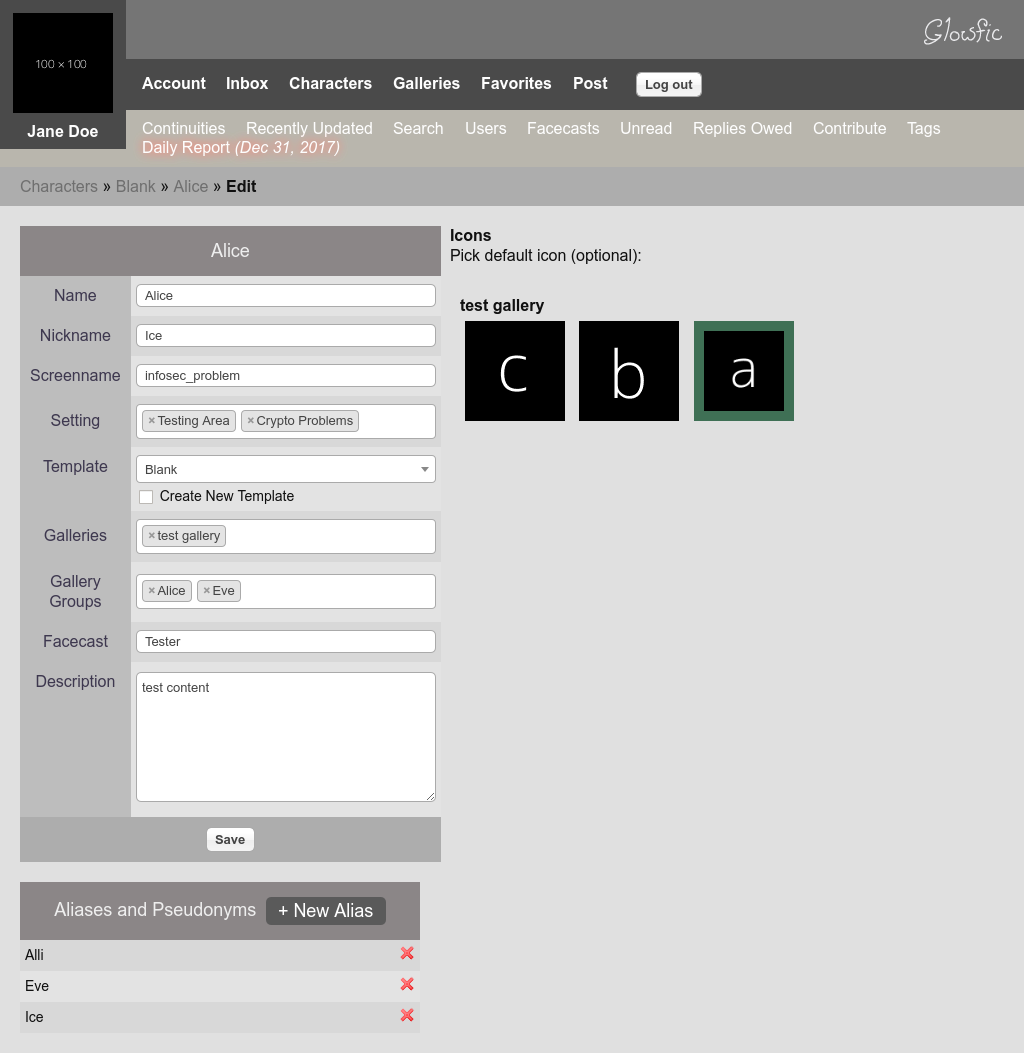 100 × 100
Jane Doe
Glowfic
Account Inbox Characters Galleries Favorites Post Log out
Continuities Recently Updated Search Users Facecasts Unread Replies Owed Contribute Tags
Daily Report (Dec 31, 2017)
Characters » Blank » Alice » Edit
Alice
Name Alice
Nickname Ice
Screenname infosec_problem
Setting ×Testing Area ×Crypto Problems
Template Blank
Create New Template
Galleries ×test gallery
Gallery
Groups
×Alice ×Eve
Facecast Tester
Description test content
Save
Icons
Pick default icon (optional):
test gallery
c b a
Aliases and Pseudonyms + New Alias
Alli
Eve
Ice